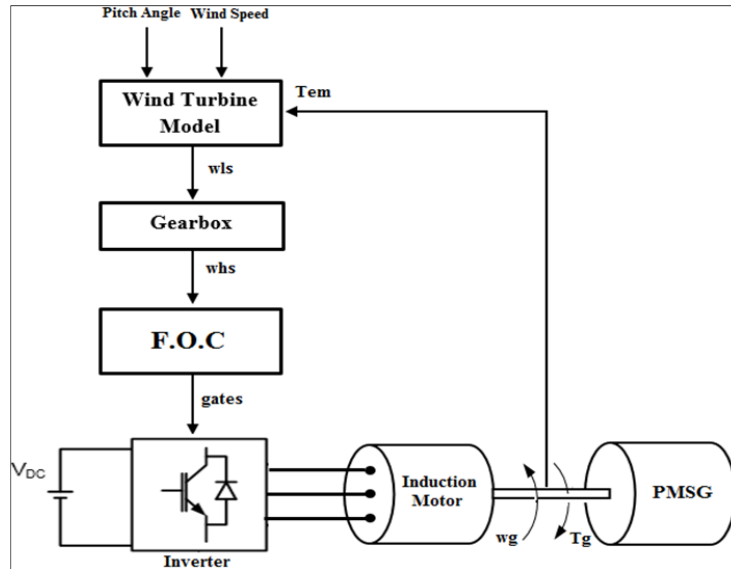 Pitch Angle Wind Speed
Tem
Wind Turbine
Model
wls
Gearbox
whs
F.O.C
gates
VDC
Inverter
Induction
Motor
wg
Tg
PMSG